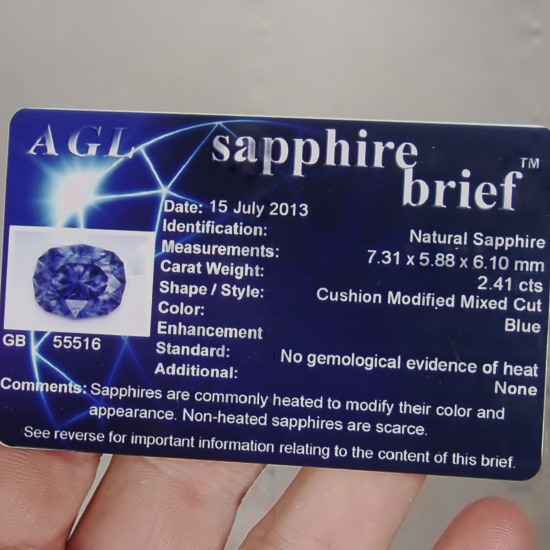 AGL
sapphire
brief ™
Date: 15 July 2013
Identification: Natural Sapphire
Measurements: 7.31 x 5.88 x 6.10 mm
Carat Weight: 2.41 cts
Shape / Style: Cushion Modified Mixed Cut
Color: Blue
Enhancement
Standard: No gemological evidence of heat
Additional: None
GB 55516
Comments: Sapphires are commonly heated to modify their color and
appearance. Non-heated sapphires are scarce.
See reverse for important information relating to the content of this brief.